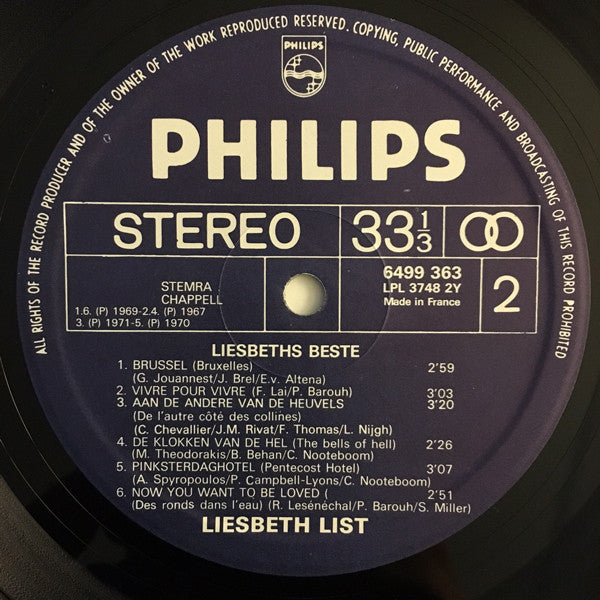 ALL RIGHTS OF THE RECORD PRODUCER AND OF THE OWNER OF THE WORK REPRODUCED RESERVED. COPYING, PUBLIC PERFORMANCE AND BROADCASTING OF THIS RECORD PROHIBITED
PHILIPS
PHILIPS
STEREO 33 1/3
6499 363
LPL 3748 2Y
Made in France
2
STEMRA
CHAPPELL
1.6. (P) 1969-2.4. (P) 1967
3. (P) 1971-5. (P) 1970
LIESBETHS BESTE
1. BRUSSEL (Bruxelles) 2'59
(G. Jouannest/J. Brel/E.v. Altena)
2. VIVRE POUR VIVRE (F. Lai/P. Barouh) 3'03
3. AAN DE ANDERE VAN DE HEUVELS 3'20
(De l'autre côté des collines)
(C. Chevallier/J.M. Rivat/F. Thomas/L. Nijgh)
4. DE KLOKKEN VAN DE HEL (The bells of hell) 2'26
(M. Theodorakis/B. Behan/C. Nooteboom)
5. PINKSTERDAGHOTEL (Pentecost Hotel) 3'07
(A. Spyropoulos/P. Campbell-Lyons/C. Nooteboom)
6. NOW YOU WANT TO BE LOVED ( 2'51
(Des ronds dans l'eau) (R. Lesénéchal/P. Barouh/S. Miller)
LIESBETH LIST